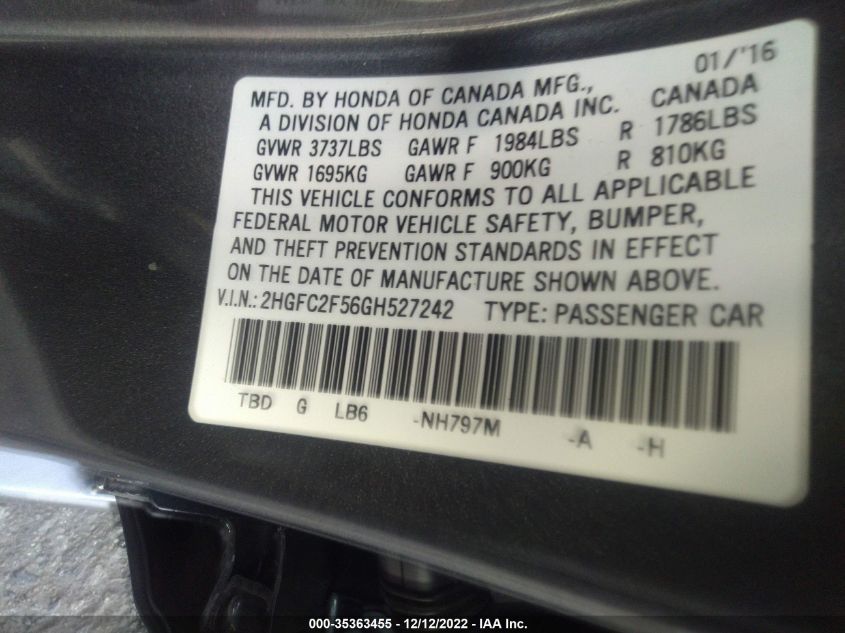 01/'16
MFD. BY HONDA OF CANADA MFG., CANADA
A DIVISION OF HONDA CANADA INC.
GVWR 3737LBS GAWR F 1984LBS R 1786LBS
GVWR 1695KG GAWR F 900KG R 810KG
THIS VEHICLE CONFORMS TO ALL APPLICABLE
FEDERAL MOTOR VEHICLE SAFETY, BUMPER,
AND THEFT PREVENTION STANDARDS IN EFFECT
ON THE DATE OF MANUFACTURE SHOWN ABOVE.
V.I.N.: 2HGFC2F56GH527242 TYPE: PASSENGER CAR
TBD G LB6 -NH797M -A -H
000-35363455 - 12/12/2022 - IAA Inc.